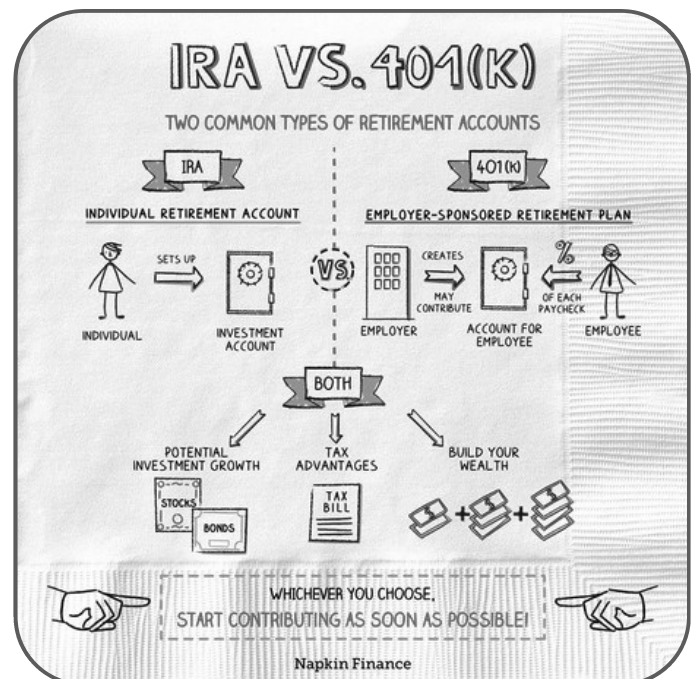 IRA VS. 401(K)
TWO COMMON TYPES OF RETIREMENT ACCOUNTS
IRA
INDIVIDUAL RETIREMENT ACCOUNT
SETS UP
INDIVIDUAL
INVESTMENT
ACCOUNT
VS
401(K)
EMPLOYER-SPONSORED RETIREMENT PLAN
CREATES
MAY
CONTRIBUTE
EMPLOYER
ACCOUNT FOR
EMPLOYEE
%
OF EACH
PAYCHECK
EMPLOYEE
BOTH
POTENTIAL
INVESTMENT GROWTH
STOCKS
BONDS
TAX
ADVANTAGES
TAX
BILL
BUILD YOUR
WEALTH
$ + $ + $
WHICHEVER YOU CHOOSE,
START CONTRIBUTING AS SOON AS POSSIBLE!
Napkin Finance